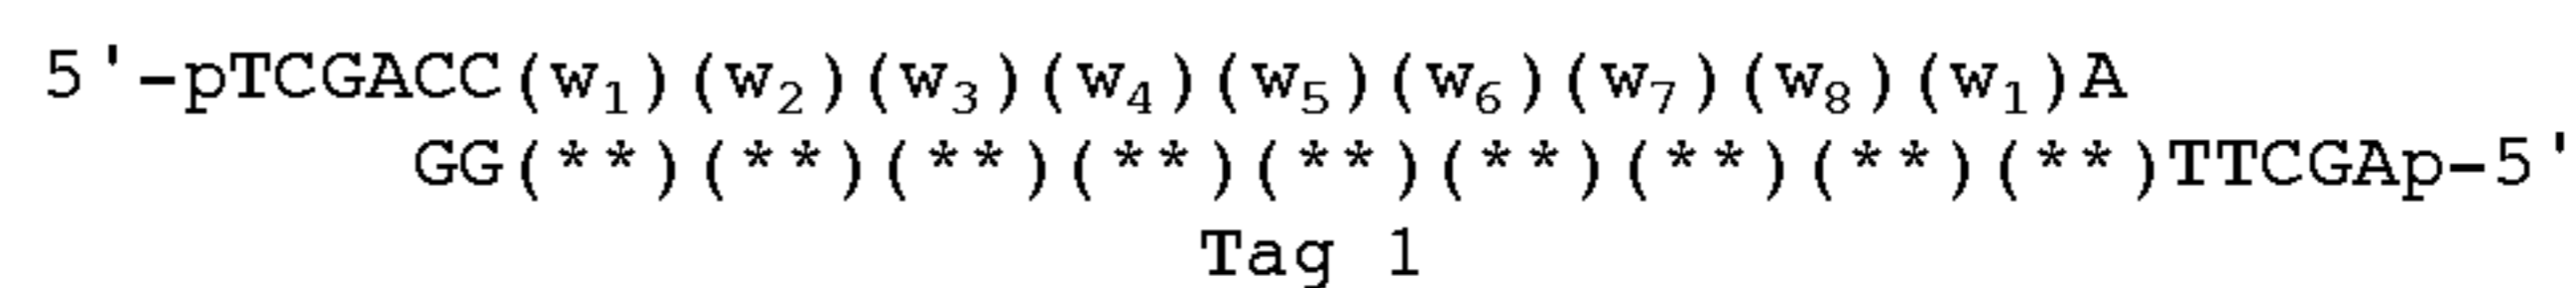 5'-pTCGACC(w₁)(w₂)(w₃)(w₄)(w₅)(w₆)(w₇)(w₈)(w₁)A
GG(**)(**)(**)(**)(**)(**)(**)(**)(**)TTCGAp-5'
Tag 1